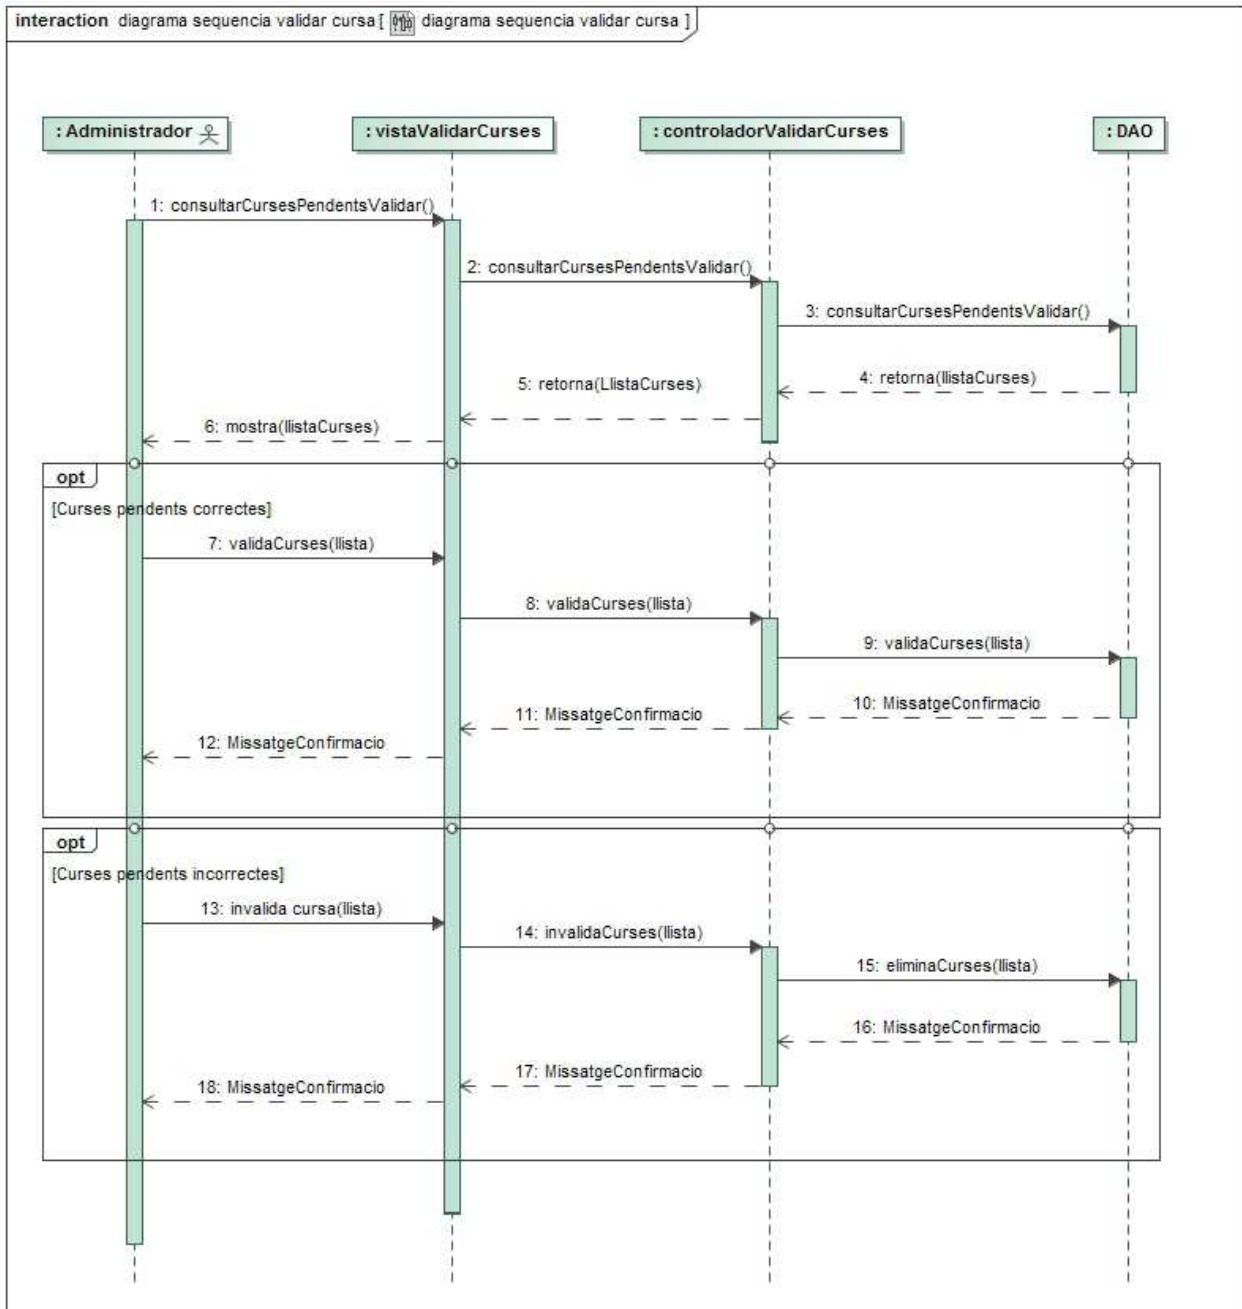 interaction diagrama sequencia validar cursa [ diagrama sequencia validar cursa ]
: Administrador
: vistaValidarCurses
: controladorValidarCurses
: DAO
1: consultarCursesPendentsValidar()
2: consultarCursesPendentsValidar()
3: consultarCursesPendentsValidar()
4: retorna(llistaCurses)
5: retorna(LlistaCurses)
6: mostra(llistaCurses)
opt
[Curses pendents correctes]
7: validaCurses(llista)
8: validaCurses(llista)
9: validaCurses(llista)
10: MissatgeConfirmacio
11: MissatgeConfirmacio
12: MissatgeConfirmacio
opt
[Curses pendents incorrectes]
13: invalida cursa(llista)
14: invalidaCurses(llista)
15: eliminaCurses(llista)
16: MissatgeConfirmacio
17: MissatgeConfirmacio
18: MissatgeConfirmacio